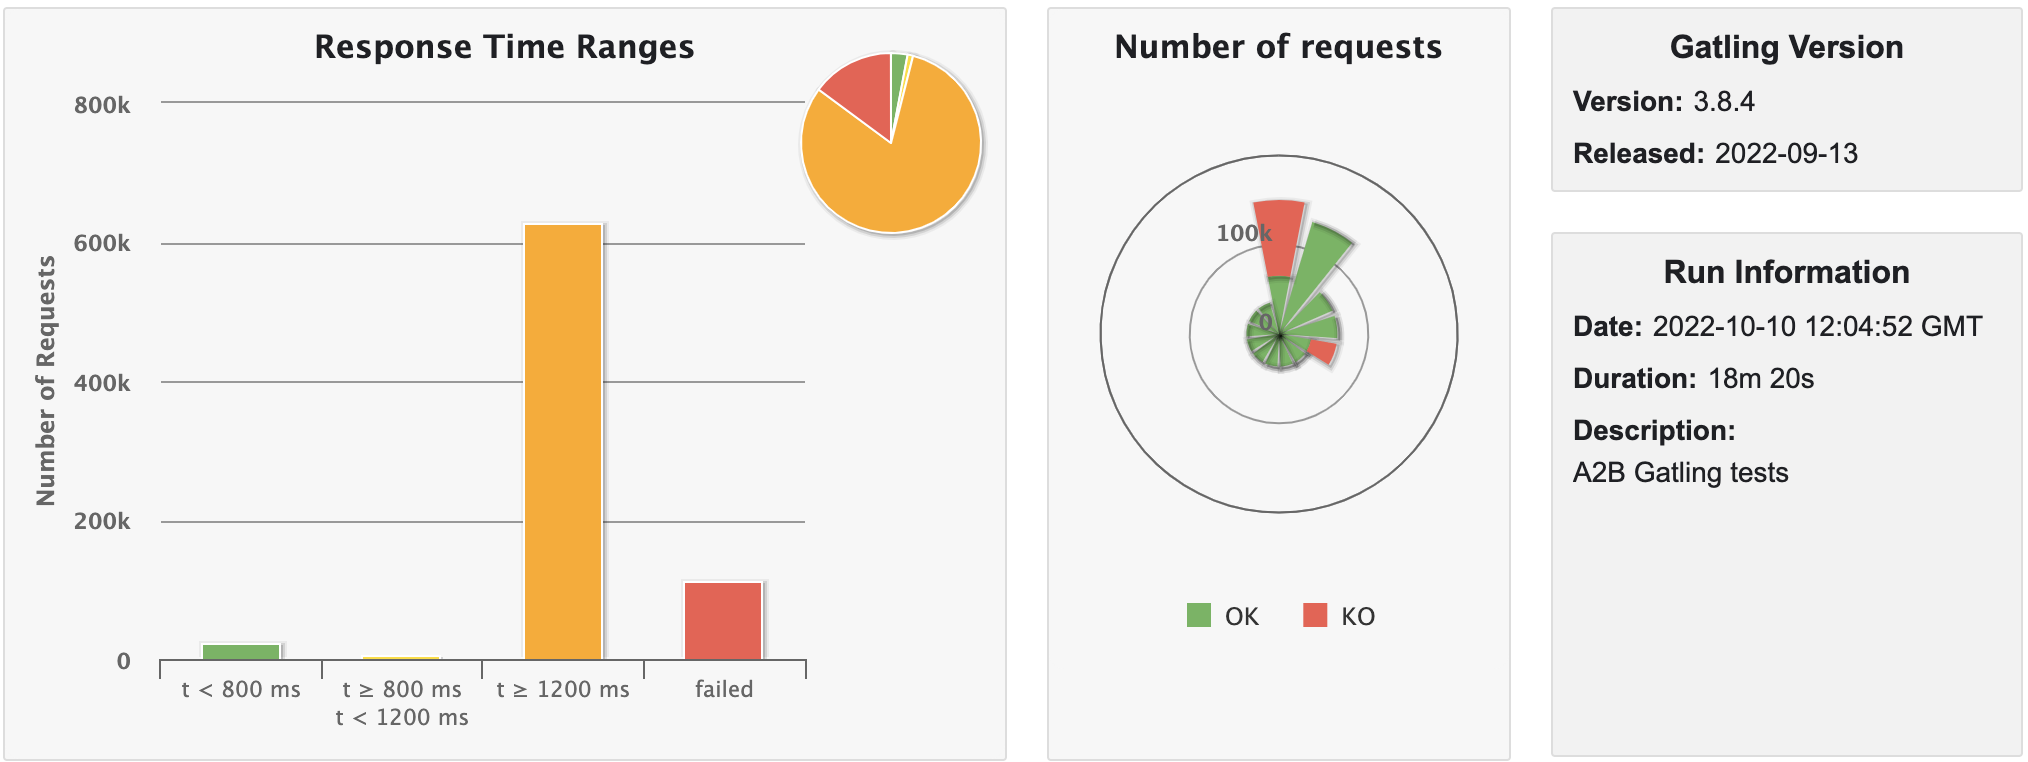 Response Time Ranges
800k
600k
400k
200k
0
Number of Requests
t < 800 ms
t ≥ 800 ms
t < 1200 ms
t ≥ 1200 ms
failed
Number of requests
100k
0
OK
KO
Gatling Version
Version: 3.8.4
Released: 2022-09-13
Run Information
Date: 2022-10-10 12:04:52 GMT
Duration: 18m 20s
Description:
A2B Gatling tests